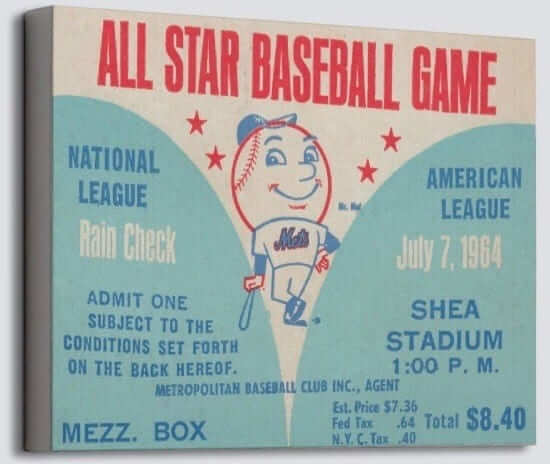 ALL STAR BASEBALL GAME
NATIONAL
LEAGUE
Rain Check
ADMIT ONE
SUBJECT TO THE
CONDITIONS SET FORTH
ON THE BACK HEREOF.
Mr. Met
Mets
AMERICAN
LEAGUE
July 7, 1964
SHEA
STADIUM
1:00 P. M.
METROPOLITAN BASEBALL CLUB INC., AGENT
MEZZ. BOX
Est. Price $7.36
Fed Tax .64
N.Y.C. Tax .40
Total $8.40